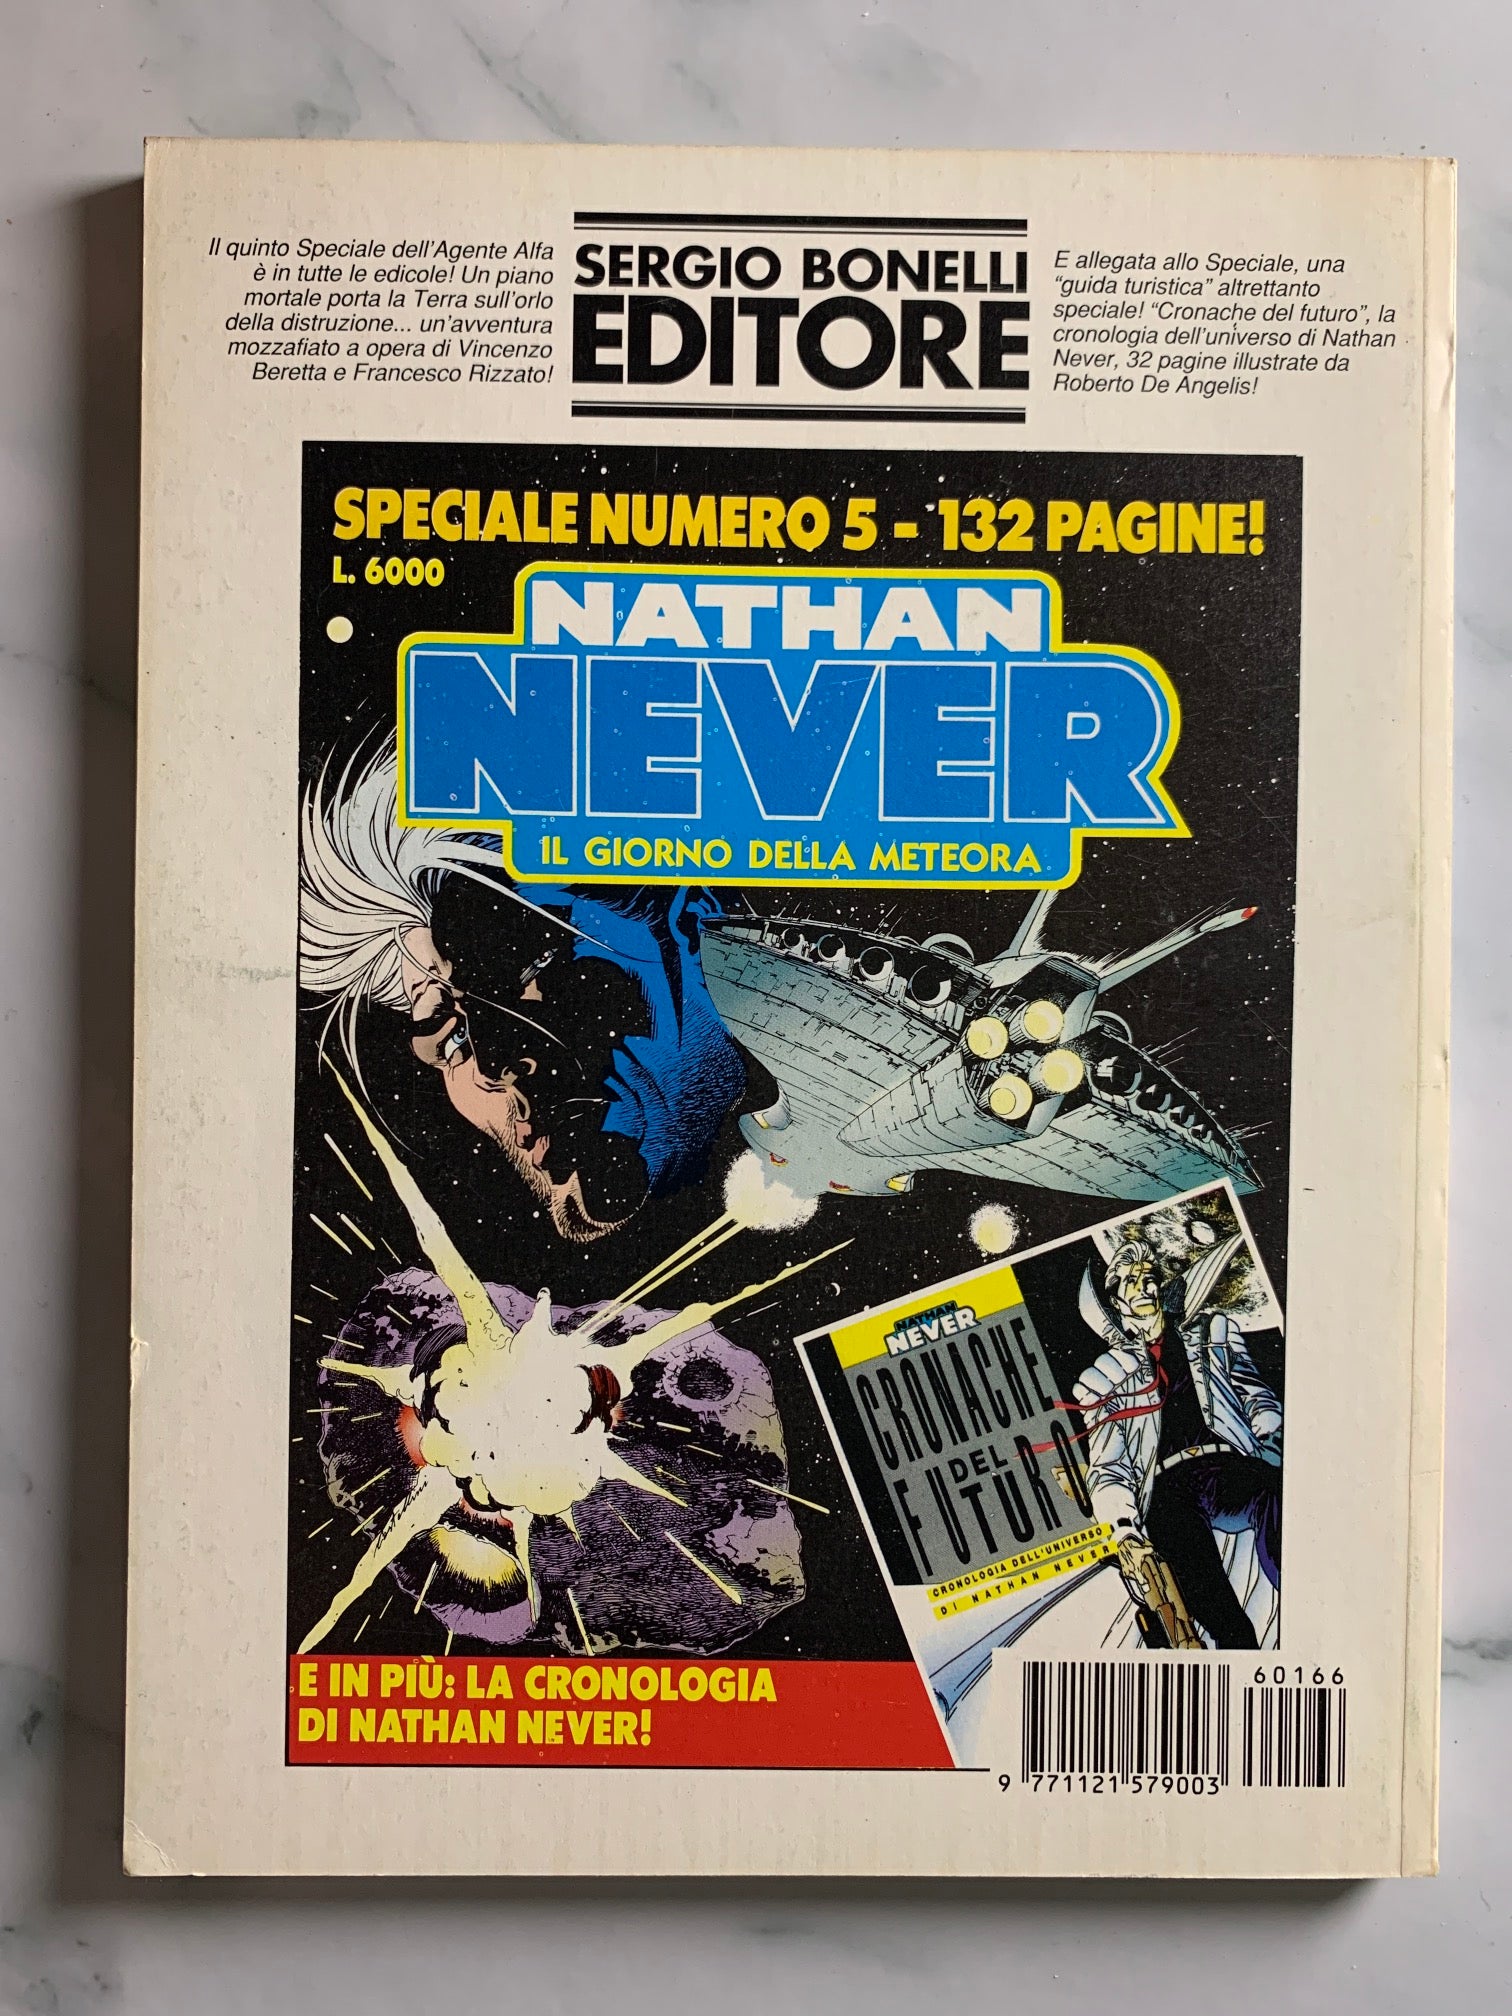 Il quinto Speciale dell'Agente Alfa
è in tutte le edicole! Un piano
mortale porta la Terra sull'orlo
della distruzione... un'avventura
mozzafiato a opera di Vincenzo
Beretta e Francesco Rizzato!
SERGIO BONELLI
EDITORE
E allegata allo Speciale, una
“guida turistica” altrettanto
speciale! “Cronache del futuro”, la
cronologia dell'universo di Nathan
Never, 32 pagine illustrate da
Roberto De Angelis!
SPECIALE NUMERO 5 - 132 PAGINE!
L. 6000
NATHAN
NEVER
IL GIORNO DELLA METEORA
NATHAN
NEVER
CRONACHE
DEL
FUTURO
CRONOLOGIA DELL'UNIVERSO
DI NATHAN NEVER
E IN PIÙ: LA CRONOLOGIA
DI NATHAN NEVER!
60166
9 771121 579003